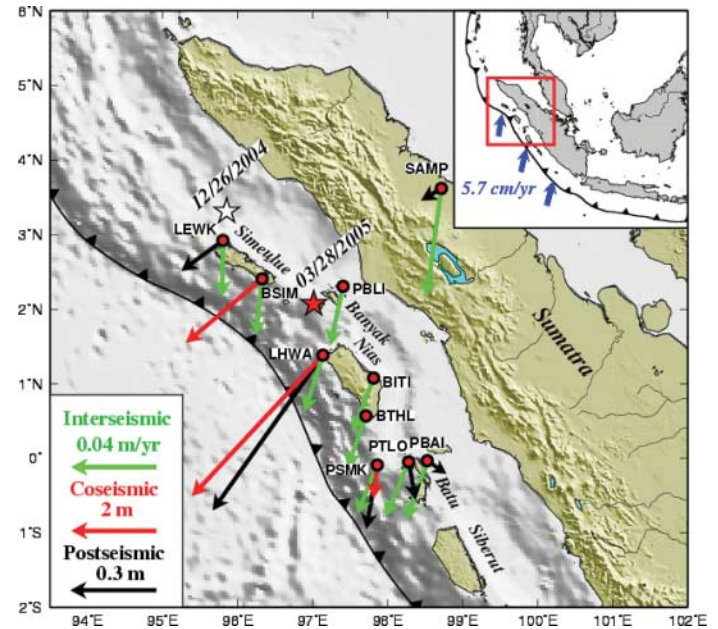 6°N
5°N
4°N
3°N
2°N
1°N
0°
1°S
2°S
94°E
95°E
96°E
97°E
98°E
99°E
100°E
101°E
102°E
5.7 cm/yr
SAMP
12/26/2004
LEWK
Simeulue
03/28/2005
BSIM
PBLI
Banyak
LHWA
Nias
BITI
BTHL
PTLO
PBAI
PSMK
Batu
Siberut
Sumatra
Interseismic
0.04 m/yr
Coseismic
2 m
Postseismic
0.3 m